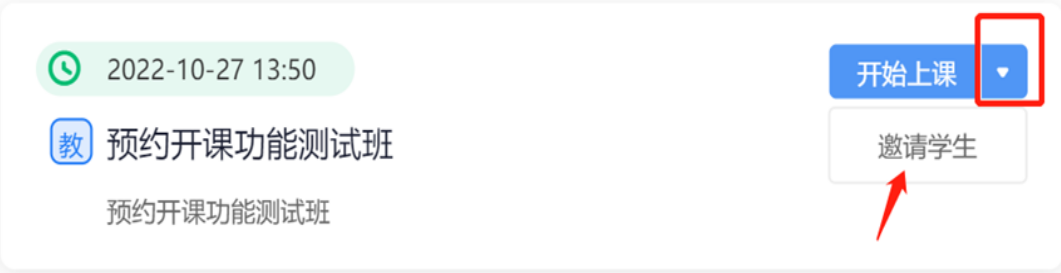 2022-10-27 13:50
开始上课
教 预约开课功能测试班
邀请学生
预约开课功能测试班